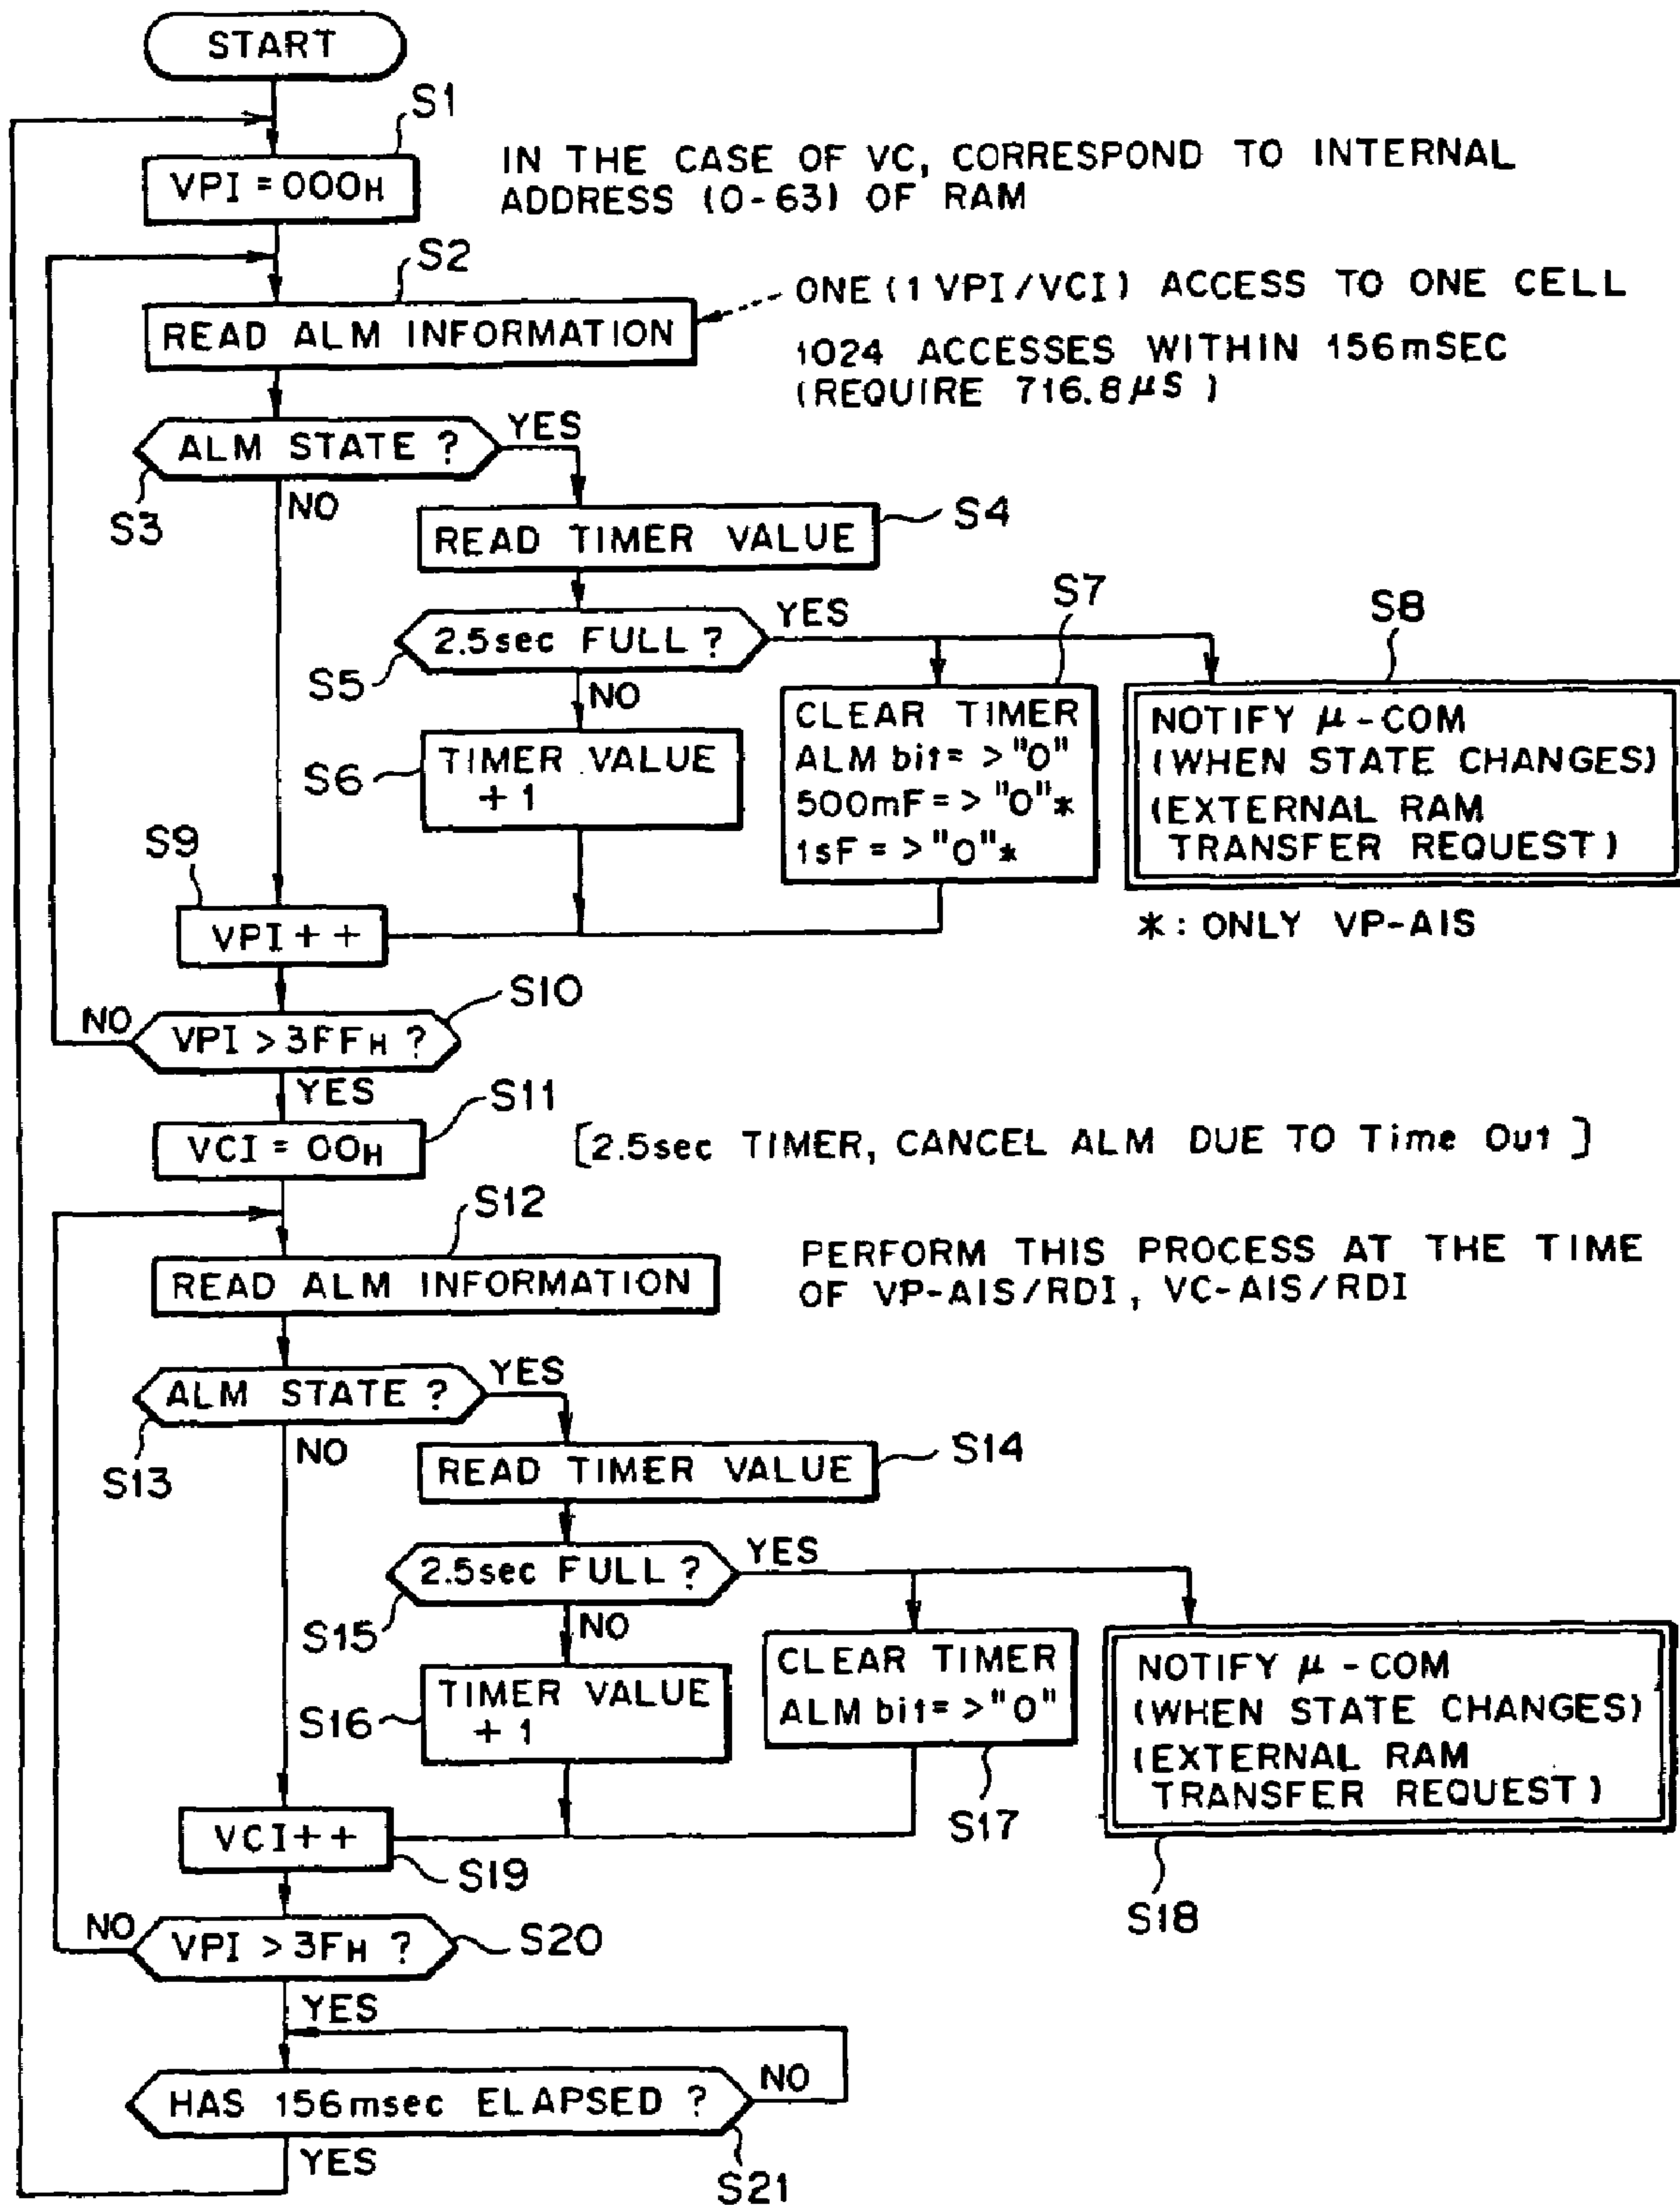 START
S1
VPI = 000H
IN THE CASE OF VC, CORRESPOND TO INTERNAL
ADDRESS (0-63) OF RAM
S2
READ ALM INFORMATION
ONE (1 VPI/VCI) ACCESS TO ONE CELL
1024 ACCESSES WITHIN 156mSEC
(REQUIRE 716.8μS)
ALM STATE ?
YES
S3
NO
READ TIMER VALUE
S4
2.5sec FULL ?
YES
S5
NO
S7
S8
TIMER VALUE
+ 1
S6
CLEAR TIMER
ALM bit = > "0"
500mF = > "0"*
1sF = > "0"*
NOTIFY μ-COM
(WHEN STATE CHANGES)
(EXTERNAL RAM
TRANSFER REQUEST)
*: ONLY VP-AIS
S9
VPI + +
S10
NO
VPI > 3FFH ?
YES
S11
VCI = 00H
[2.5sec TIMER, CANCEL ALM DUE TO Time Out]
S12
READ ALM INFORMATION
PERFORM THIS PROCESS AT THE TIME
OF VP-AIS/RDI, VC-AIS/RDI
ALM STATE ?
YES
S13
NO
READ TIMER VALUE
S14
2.5sec FULL ?
YES
S15
NO
TIMER VALUE
+ 1
S16
CLEAR TIMER
ALM bit = > "0"
S17
NOTIFY μ-COM
(WHEN STATE CHANGES)
(EXTERNAL RAM
TRANSFER REQUEST)
S18
VCI + +
S19
NO
VPI > 3FH ?
S20
YES
HAS 156msec ELAPSED ?
NO
YES
S21